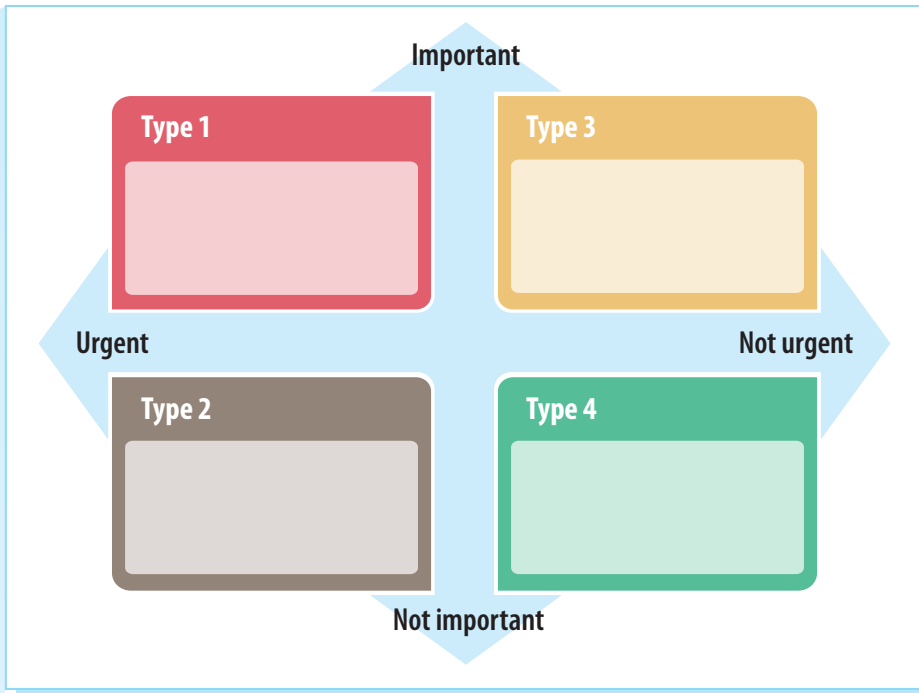 Important
Type 1
Type 3
Urgent
Not urgent
Type 2
Type 4
Not important